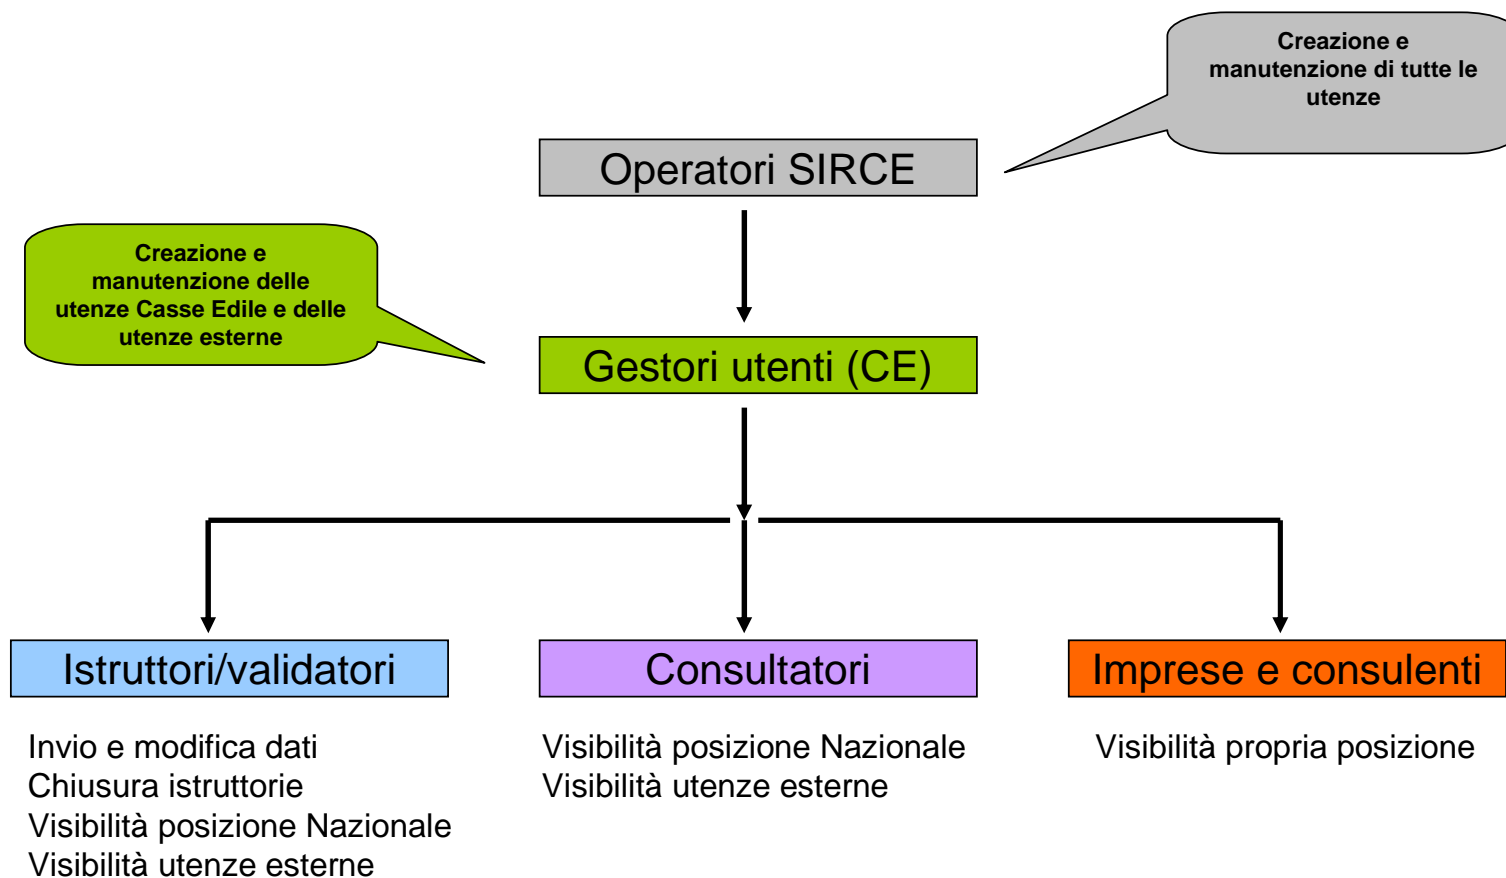 Creazione e
manutenzione di tutte le
utenze
Operatori SIRCE
Creazione e
manutenzione delle
utenze Casse Edile e delle
utenze esterne
Gestori utenti (CE)
Istruttori/validatori
Invio e modifica dati
Chiusura istruttorie
Visibilità posizione Nazionale
Visibilità utenze esterne
Consultatori
Visibilità posizione Nazionale
Visibilità utenze esterne
Imprese e consulenti
Visibilità propria posizione